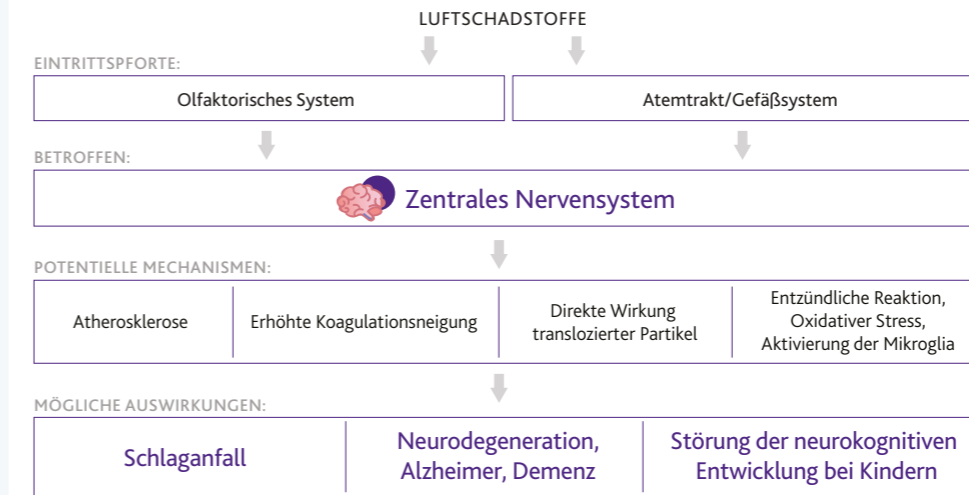 LUFTSCHADSTOFFE
EINTRITTSPFORTE:
Olfaktorisches System
Atemtrakt/Gefäßsystem
BETROFFEN:
Zentrales Nervensystem
POTENTIELLE MECHANISMEN:
Atherosklerose
Erhöhte Koagulationsneigung
Direkte Wirkung
translozierter Partikel
Entzündliche Reaktion,
Oxidativer Stress,
Aktivierung der Mikroglia
MÖGLICHE AUSWIRKUNGEN:
Schlaganfall
Neurodegeneration,
Alzheimer, Demenz
Störung der neurokognitiven
Entwicklung bei Kindern